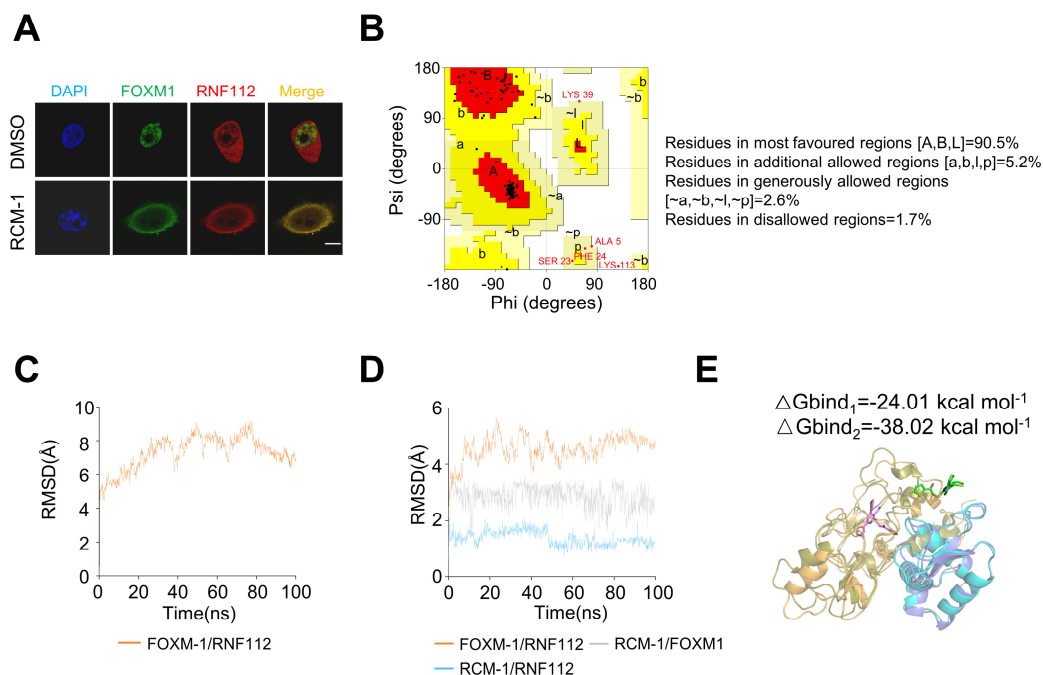 A
DAPI FOXM1 RNF112 Merge
DMSO
RCM-1
B
180
90
0
-90
-180 -90 0 90 180
Psi (degrees)
Phi (degrees)
B
b
~b
b
~b
LYS 39
~l
l
a
A
~a
~b
~p
b
p
ALA 5
PHE 24
SER 23
LYS 113
~b
Residues in most favoured regions [A,B,L]=90.5%
Residues in additional allowed regions [a,b,l,p]=5.2%
Residues in generously allowed regions
[~a,~b,~l,~p]=2.6%
Residues in disallowed regions=1.7%
C
10
8
6
4
2
0
RMSD(Å)
0 20 40 60 80 100
Time(ns)
FOXM-1/RNF112
D
6
4
2
0
RMSD(Å)
0 20 40 60 80 100
Time(ns)
FOXM-1/RNF112 RCM-1/FOXM1
RCM-1/RNF112
E
△Gbind₁=-24.01 kcal mol⁻¹
△Gbind₂=-38.02 kcal mol⁻¹